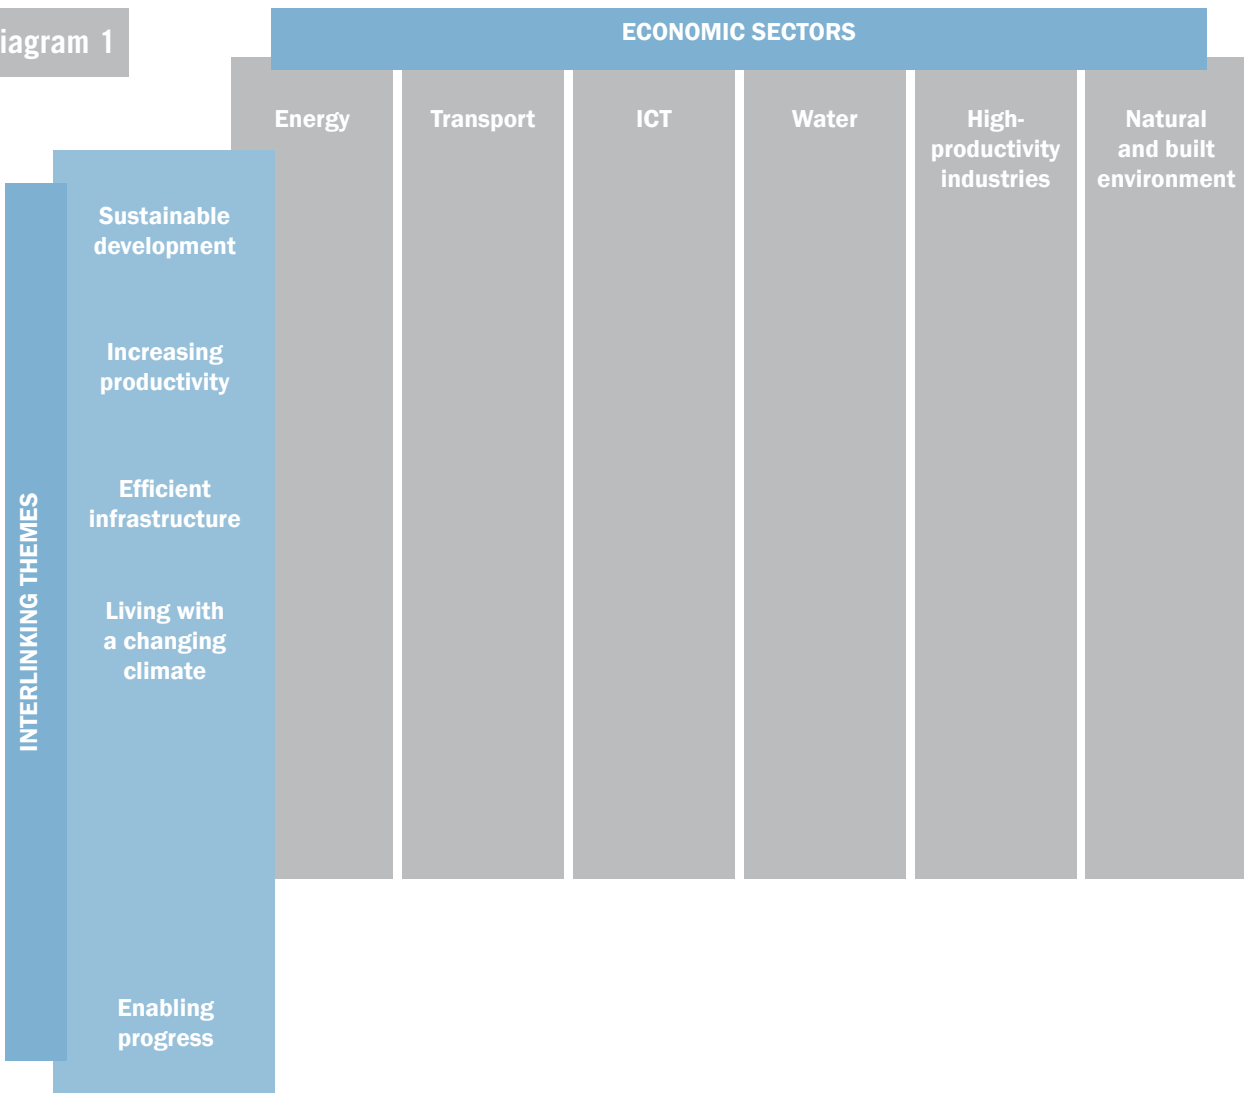 iagram 1
ECONOMIC SECTORS
Energy
Transport
ICT
Water
High-
productivity
industries
Natural
and built
environment
INTERLINKING THEMES
Sustainable
development
Increasing
productivity
Efficient
infrastructure
Living with
a changing
climate
Enabling
progress